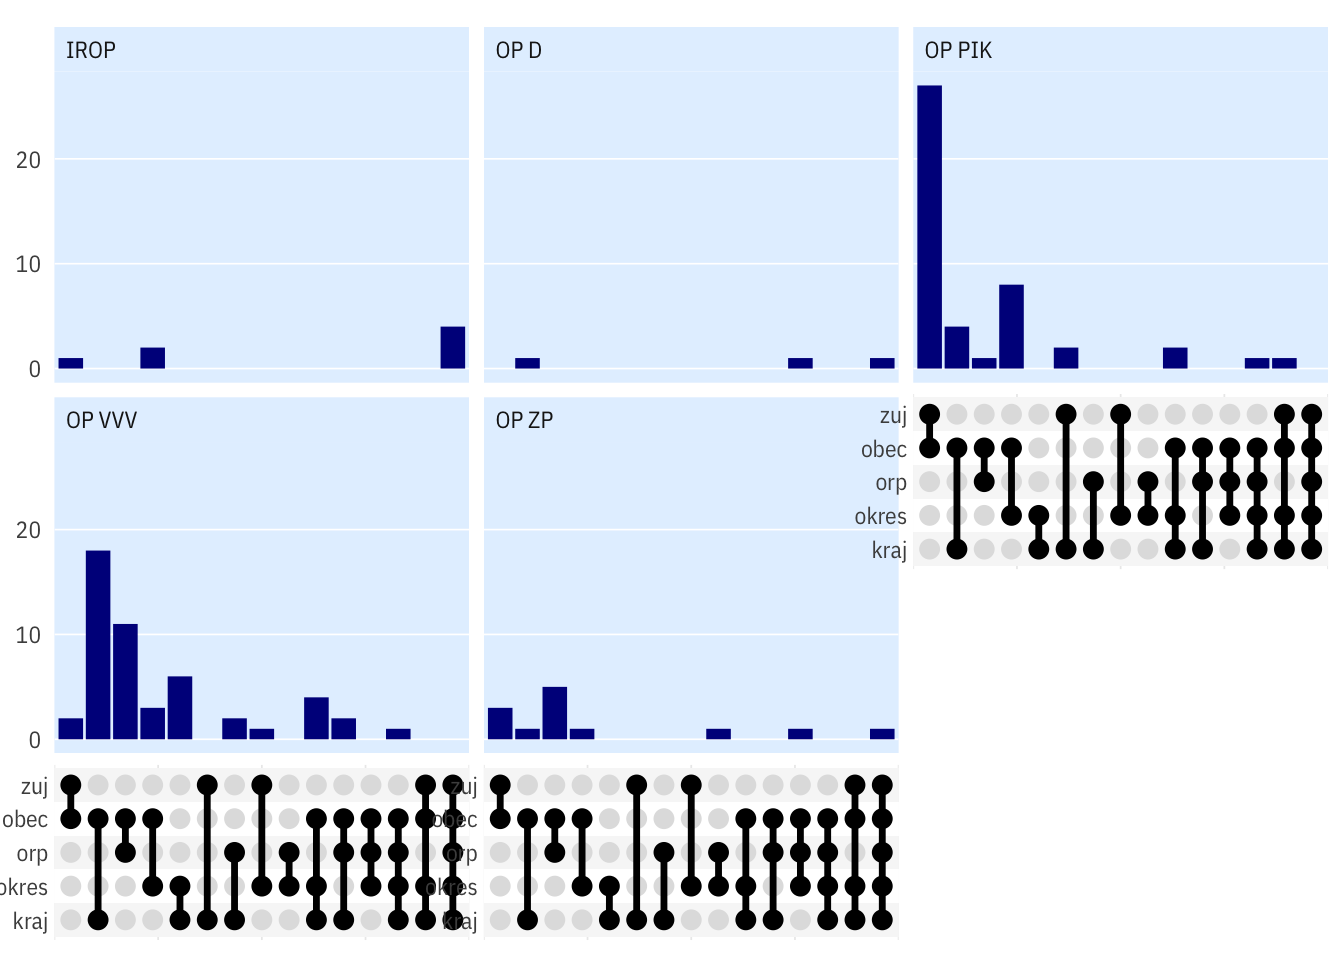 IROP
OP D
OP PIK
20
10
0
OP VVV
OP ZP
zuj
obec
orp
okres
kraj
20
10
0
zuj
obec
orp
okres
kraj
zuj
obec
orp
okres
kraj